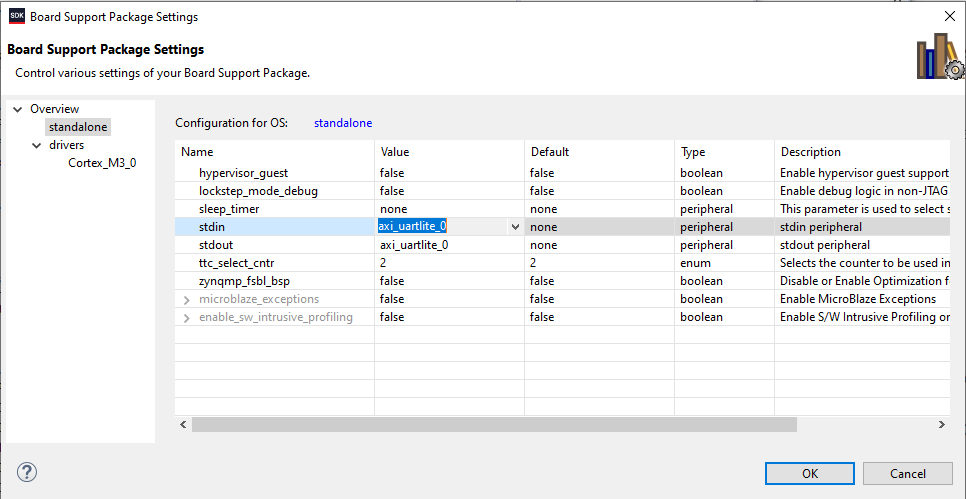 SDK Board Support Package Settings
Board Support Package Settings
Control various settings of your Board Support Package.
Overview
standalone
drivers
Cortex_M3_0
Configuration for OS: standalone
Name Value Default Type Description
hypervisor_guest false false boolean Enable hypervisor guest support
lockstep_mode_debug false false boolean Enable debug logic in non-JTAG
sleep_timer none none peripheral This parameter is used to select s
stdin axi_uartlite_0 none peripheral stdin peripheral
stdout axi_uartlite_0 none peripheral stdout peripheral
ttc_select_cntr 2 2 enum Selects the counter to be used in
zynqmp_fsbl_bsp false false boolean Disable or Enable Optimization f
microblaze_exceptions false false boolean Enable MicroBlaze Exceptions
enable_sw_intrusive_profiling false false boolean Enable S/W Intrusive Profiling or
? OK Cancel